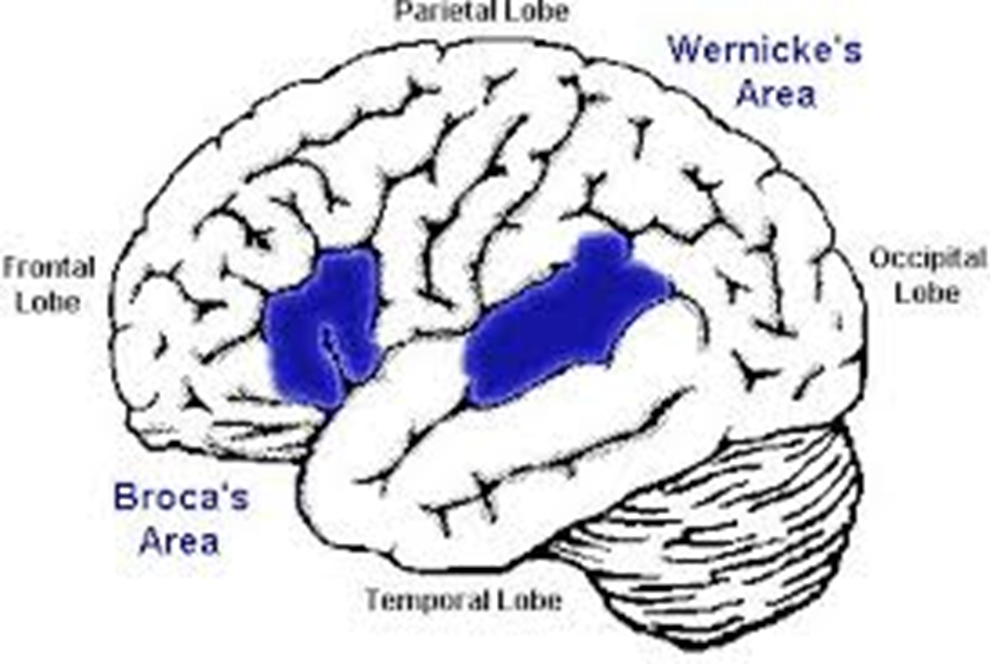 Parietal Lobe
Wernicke's
Area
Frontal
Lobe
Occipital
Lobe
Broca's
Area
Temporal Lobe